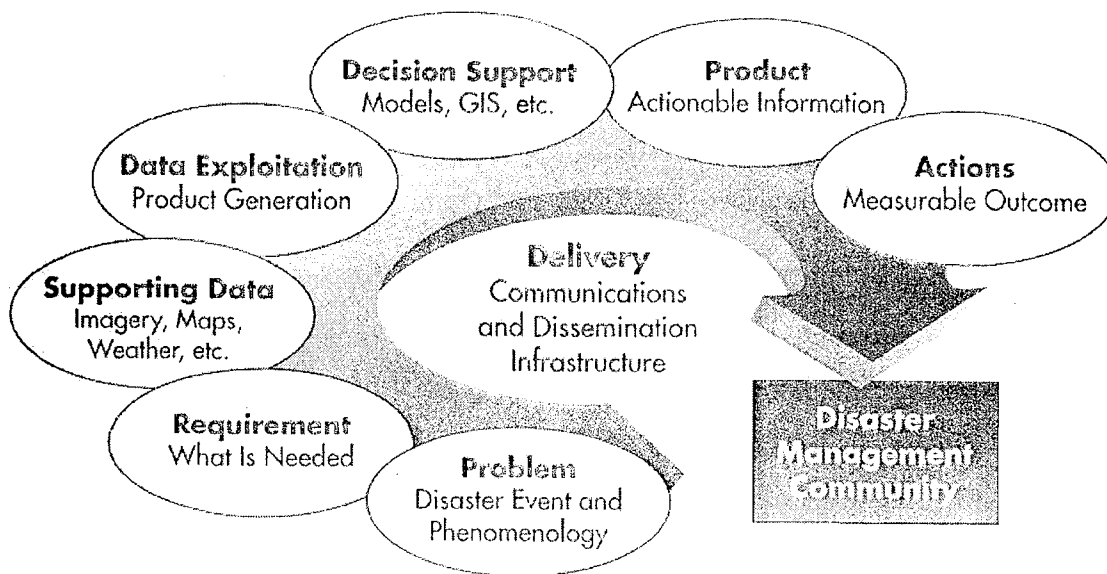 Decision Support
Models, GIS, etc.
Product
Actionable Information
Data Exploitation
Product Generation
Actions
Measurable Outcome
Delivery
Communications
and Dissemination
Infrastructure
Supporting Data
Imagery, Maps,
Weather, etc.
Requirement
What Is Needed
Problem
Disaster Event and
Phenomenology
Disaster
Management
Community